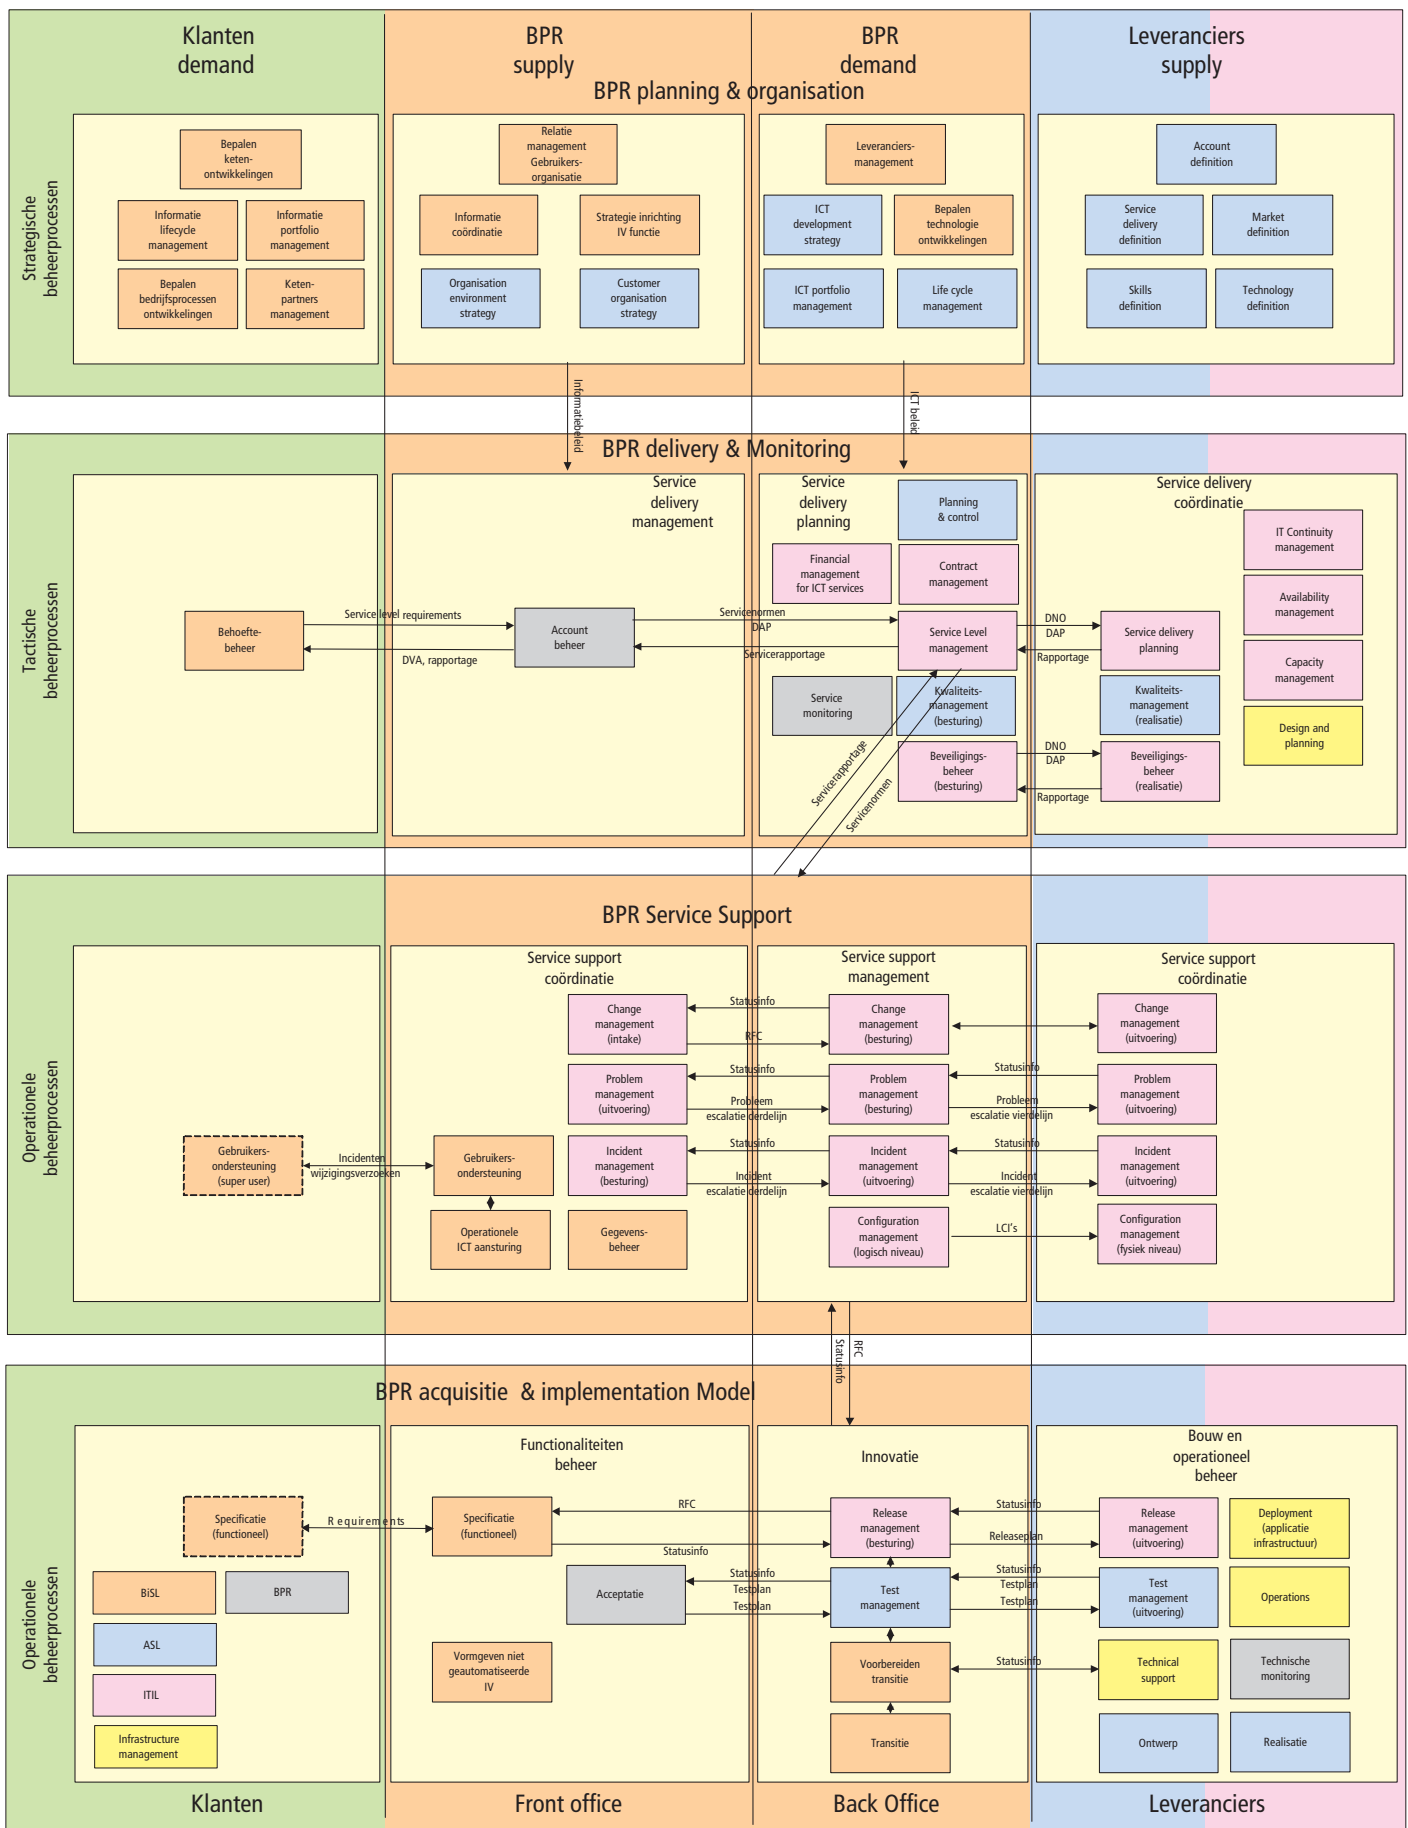 Klanten
demand
BPR
supply
BPR
demand
Leveranciers
supply
BPR planning & organisation
Strategische
beheerprocessen
Bepalen
keten-
ontwikkelingen
Informatie
lifecycle
management
Informatie
portfolio
management
Bepalen
bedrijfsprocessen
ontwikkelingen
Keten-
partners
management
Relatie
management
Gebruikers-
organisatie
Informatie
coördinatie
Strategie inrichting
IV functie
Organisation
environment
strategy
Customer
organisation
strategy
Leveranciers-
management
ICT
development
strategy
Bepalen
technologie
ontwikkelingen
ICT portfolio
management
Life cycle
management
Account
definition
Service
delivery
definition
Market
definition
Skills
definition
Technology
definition
Informatiebeleid
ICT beleid
BPR delivery & Monitoring
Tactische
beheerprocessen
Service
delivery
management
Service
delivery
planning
Service delivery
coördinatie
Planning
& control
Financial
management
for ICT services
Contract
management
IT Continuity
management
Availability
management
Capacity
management
Design and
planning
Behoefte-
beheer
Service level requirements
DVA, rapportage
Account
beheer
Servicenormen
DAP
Servicerapportage
Service Level
management
DNO
DAP
Rapportage
Service delivery
planning
Service
monitoring
Kwaliteits-
management
(besturing)
Kwaliteits-
management
(realisatie)
Beveiligings-
beheer
(besturing)
DNO
DAP
Rapportage
Beveiligings-
beheer
(realisatie)
Servicerapportage
Servicenormen
BPR Service Support
Operationele
beheerprocessen
Service support
coördinatie
Service support
management
Service support
coördinatie
Change
management
(intake)
Statusinfo
RFC
Change
management
(besturing)
Change
management
(uitvoering)
Problem
management
(uitvoering)
Statusinfo
Probleem
escalatie derdelijn
Problem
management
(besturing)
Statusinfo
Probleem
escalatie vierdelijn
Problem
management
(uitvoering)
Gebruikers-
ondersteuning
(super user)
Incidenten
wijzigingsverzoeken
Gebruikers-
ondersteuning
Incident
management
(besturing)
Statusinfo
Incident
escalatie derdelijn
Incident
management
(uitvoering)
Statusinfo
Incident
escalatie vierdelijn
Incident
management
(uitvoering)
Operationele
ICT aansturing
Gegevens-
beheer
Configuration
management
(logisch niveau)
LCI's
Configuration
management
(fysiek niveau)
Statusinfo
RFC
BPR acquisitie & implementation Model
Operationele
beheerprocessen
Functionaliteiten
beheer
Innovatie
Bouw en
operationeel
beheer
Specificatie
(functioneel)
Requirements
Specificatie
(functioneel)
RFC
Statusinfo
Release
management
(besturing)
Statusinfo
Releaseplan
Release
management
(uitvoering)
Deployment
(applicatie
infrastructuur)
BiSL
BPR
ASL
ITIL
Infrastructure
management
Acceptatie
Statusinfo
Testplan
Testplan
Test
management
Statusinfo
Testplan
Testplan
Test
management
(uitvoering)
Operations
Vormgeven niet
geautomatiseerde
IV
Voorbereiden
transitie
Statusinfo
Technical
support
Technische
monitoring
Transitie
Ontwerp
Realisatie
Klanten
Front office
Back Office
Leveranciers